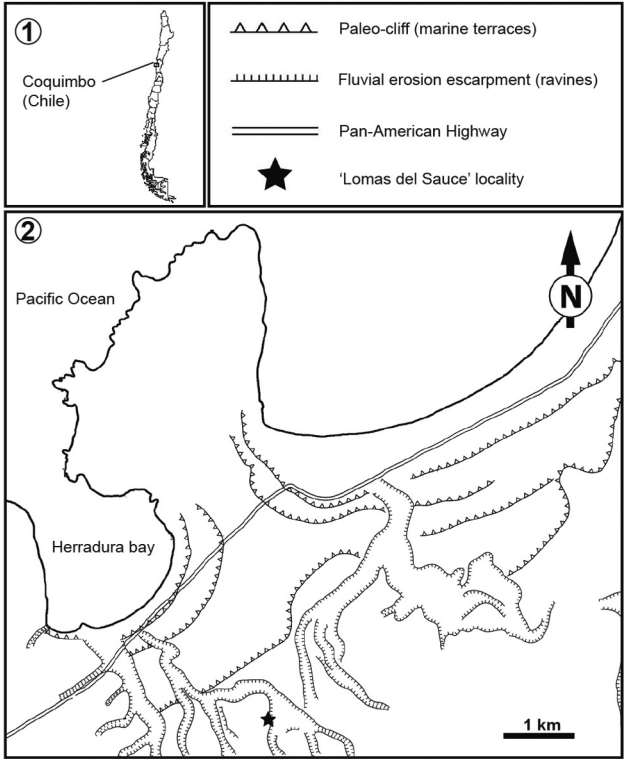 1
Coquimbo
(Chile)
Paleo-cliff (marine terraces)
Fluvial erosion escarpment (ravines)
Pan-American Highway
‘Lomas del Sauce’ locality
2
Pacific Ocean
N
Herradura bay
1 km